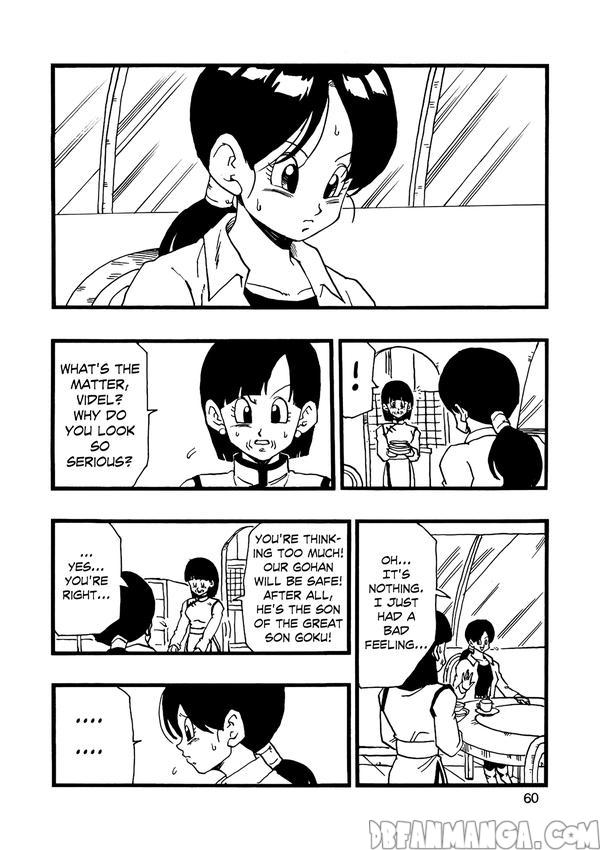 !
WHAT'S THE
MATTER,
VIDEL?
WHY DO
YOU LOOK
SO
SERIOUS?
OH...
IT'S
NOTHING.
I JUST
HAD A
BAD
FEELING...
YOU'RE THINK-
ING TOO MUCH!
OUR GOHAN
WILL BE SAFE!
AFTER ALL,
HE'S THE SON
OF THE GREAT
SON GOKU!
...
YES...
YOU'RE
RIGHT...
....
....
60
DBFANMANGA.COM